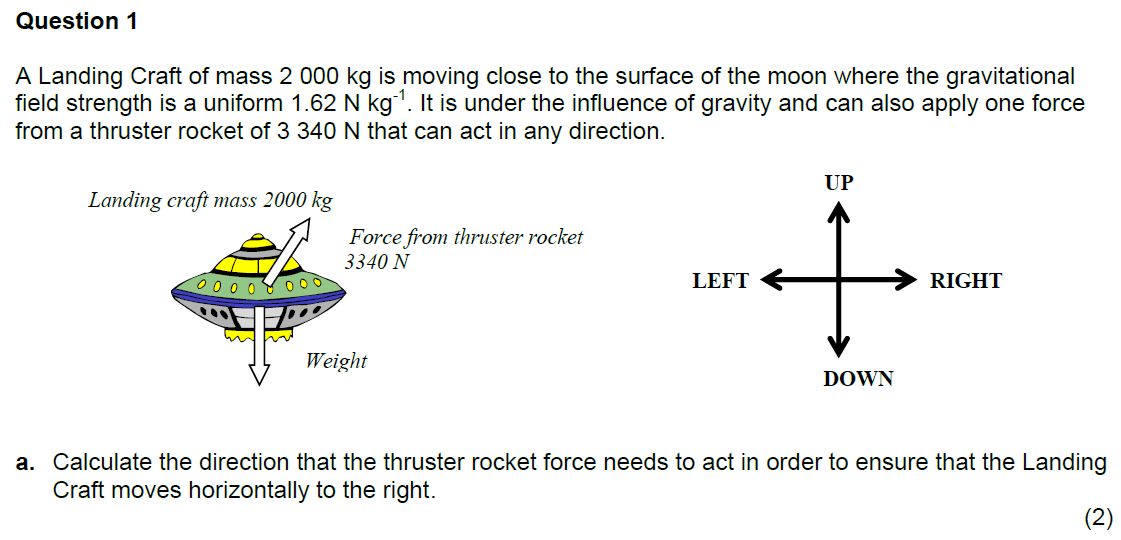 Question 1
A Landing Craft of mass 2 000 kg is moving close to the surface of the moon where the gravitational
field strength is a uniform 1.62 N kg⁻¹. It is under the influence of gravity and can also apply one force
from a thruster rocket of 3 340 N that can act in any direction.
UP
Landing craft mass 2000 kg
Force from thruster rocket
3340 N
LEFT
RIGHT
Weight
DOWN
a. Calculate the direction that the thruster rocket force needs to act in order to ensure that the Landing
Craft moves horizontally to the right.
(2)